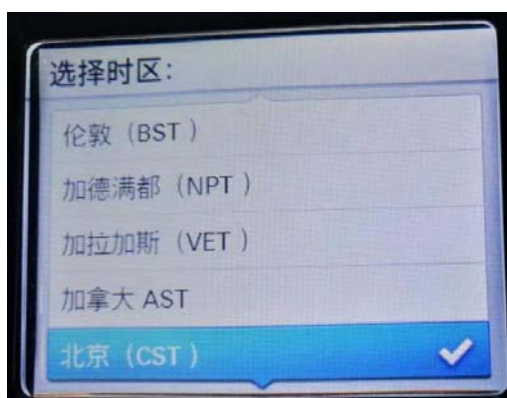 选择时区：
伦敦（BST）
加德满都（NPT）
加拉加斯（VET）
加拿大 AST
北京（CST）